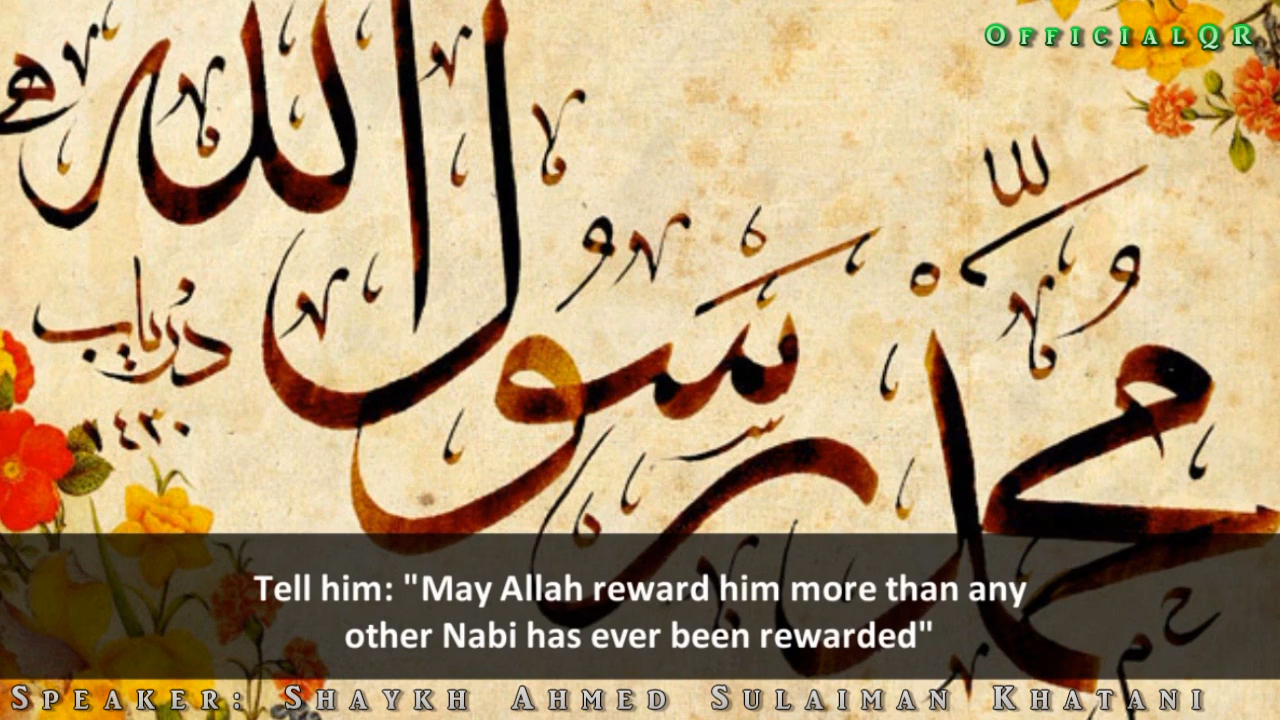 OFFICIALQR
محمد رسول الله
١٤٣٠
Tell him: "May Allah reward him more than any
other Nabi has ever been rewarded"
SPEAKER: SHAYKH AHMED SULAIMAN KHATANI